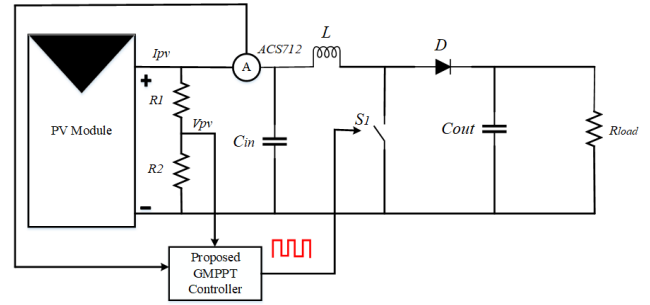 Ipv
ACS712
L
D
A
+
R1
PV Module
Vpv
S1
Cin
Cout
Rload
R2
–
Proposed
GMPPT
Controller